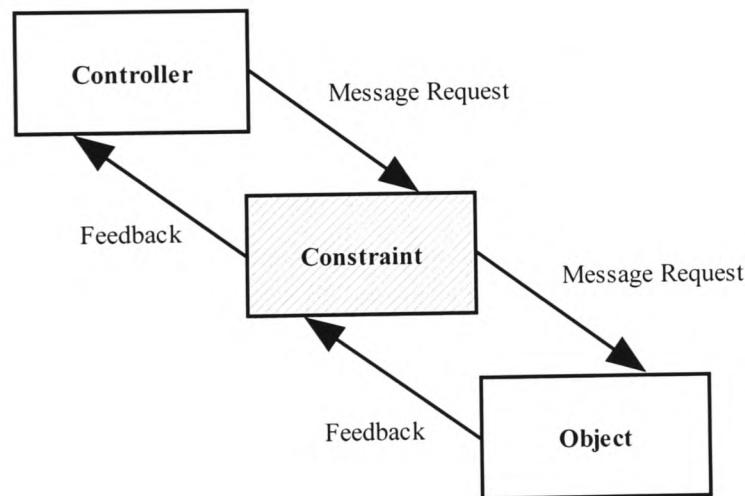 Controller
Message Request
Feedback
Constraint
Message Request
Feedback
Object